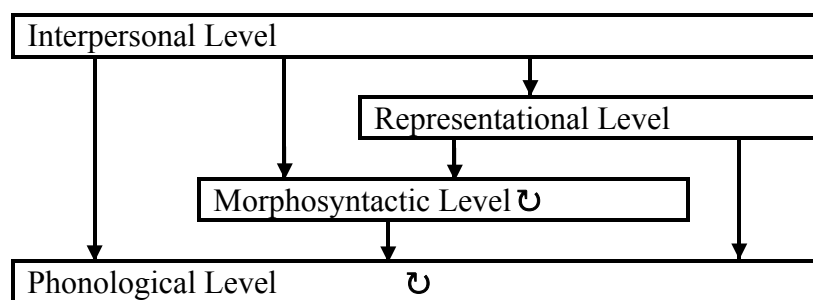 Interpersonal Level
Representational Level
Morphosyntactic Level ↻
Phonological Level ↻